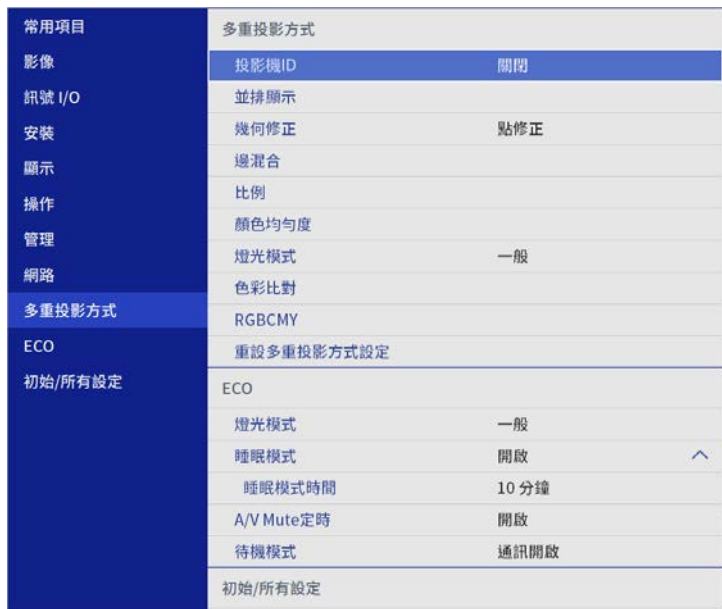 常用項目
影像
訊號 I/O
安裝
顯示
操作
管理
網路
多重投影方式
ECO
初始/所有設定
多重投影方式
投影機ID 關閉
並排顯示
幾何修正 點修正
邊混合
比例
顏色均勻度
燈光模式 一般
色彩比對
RGBCMY
重設多重投影方式設定
ECO
燈光模式 一般
睡眠模式 開啟
睡眠模式時間 10 分鐘
A/V Mute定時 開啟
待機模式 通訊開啟
初始/所有設定